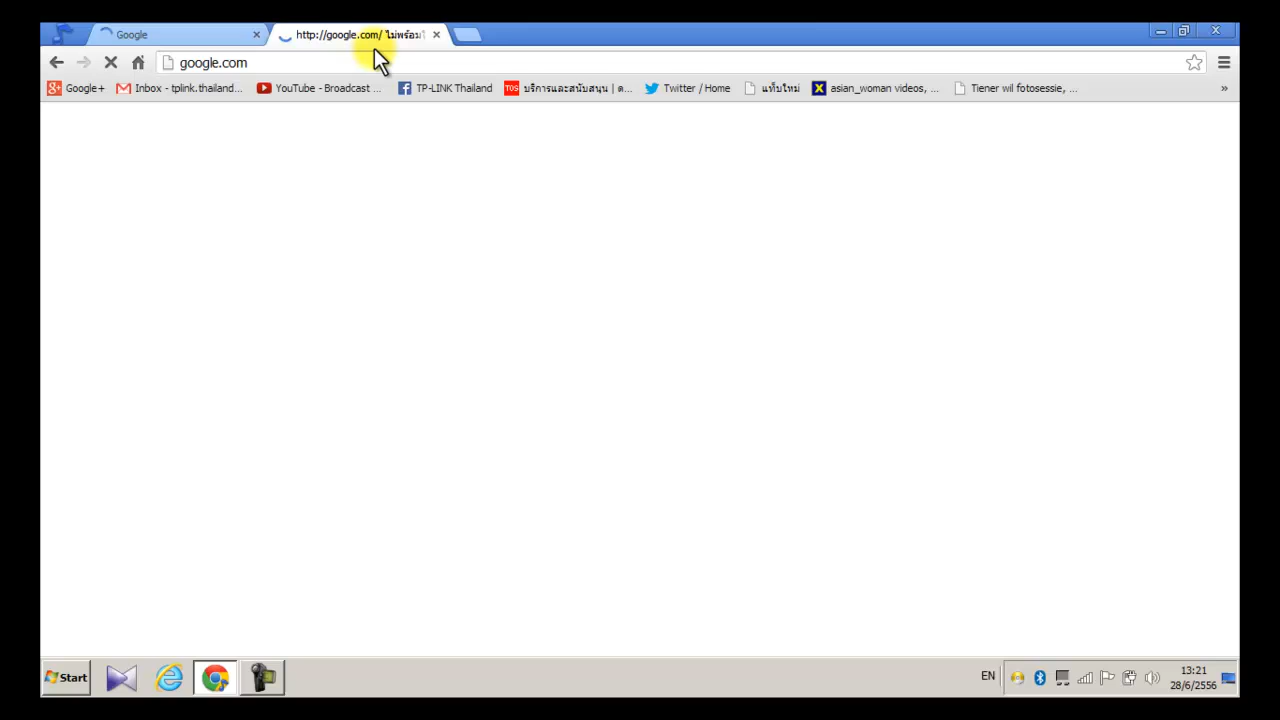 Google
http://google.com/ ไม่พร้อม
google.com
Google+ Inbox - tplink.thailand... YouTube - Broadcast ... TP-LINK Thailand TOS บริการและสนับสนุน | ด... Twitter / Home แท็บใหม่ X asian_woman videos, ... Tiener wil fotosessie, ... »
Start EN 13:21
28/6/2556